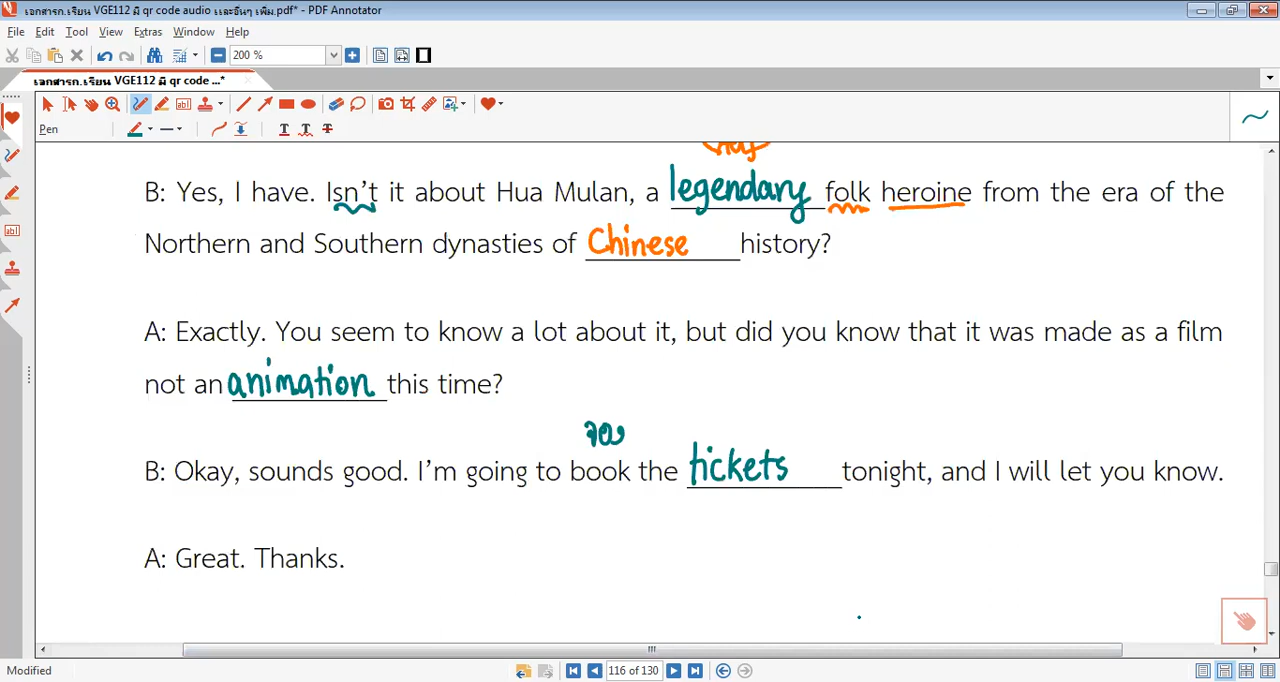 เอกสารก.เรียน VGE112 มี qr code audio และอื่นๆ เพิ่ม.pdf* - PDF Annotator
File Edit Tool View Extras Window Help
200 %
เอกสารก.เรียน VGE112 มี qr code ...*
Pen
B: Yes, I have. Isn't it about Hua Mulan, a legendary folk heroine from the era of the
Northern and Southern dynasties of Chinese history?
A: Exactly. You seem to know a lot about it, but did you know that it was made as a film
not an animation this time?
จอง
B: Okay, sounds good. I'm going to book the tickets tonight, and I will let you know.
A: Great. Thanks.
Modified
116 of 130